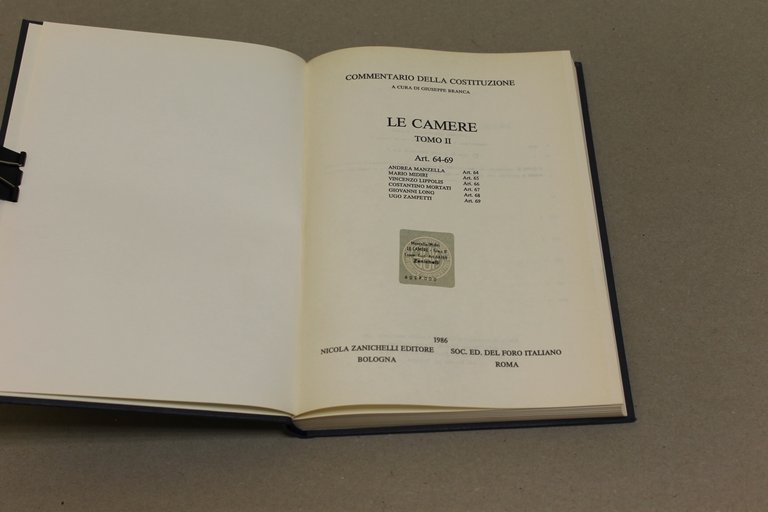 COMMENTARIO DELLA COSTITUZIONE
A CURA DI GIUSEPPE BRANCA
LE CAMERE
TOMO II
Art. 64-69
ANDREA MANZELLA Art. 64
MARIO MIDIRI Art. 65
VINCENZO LIPPOLIS Art. 66
COSTANTINO MORTATI Art. 67
GIOVANNI LONG Art. 68
UGO ZAMPETTI Art. 69
LE CAMERE
Zanichelli
1986
NICOLA ZANICHELLI EDITORE SOC. ED. DEL FORO ITALIANO
BOLOGNA ROMA